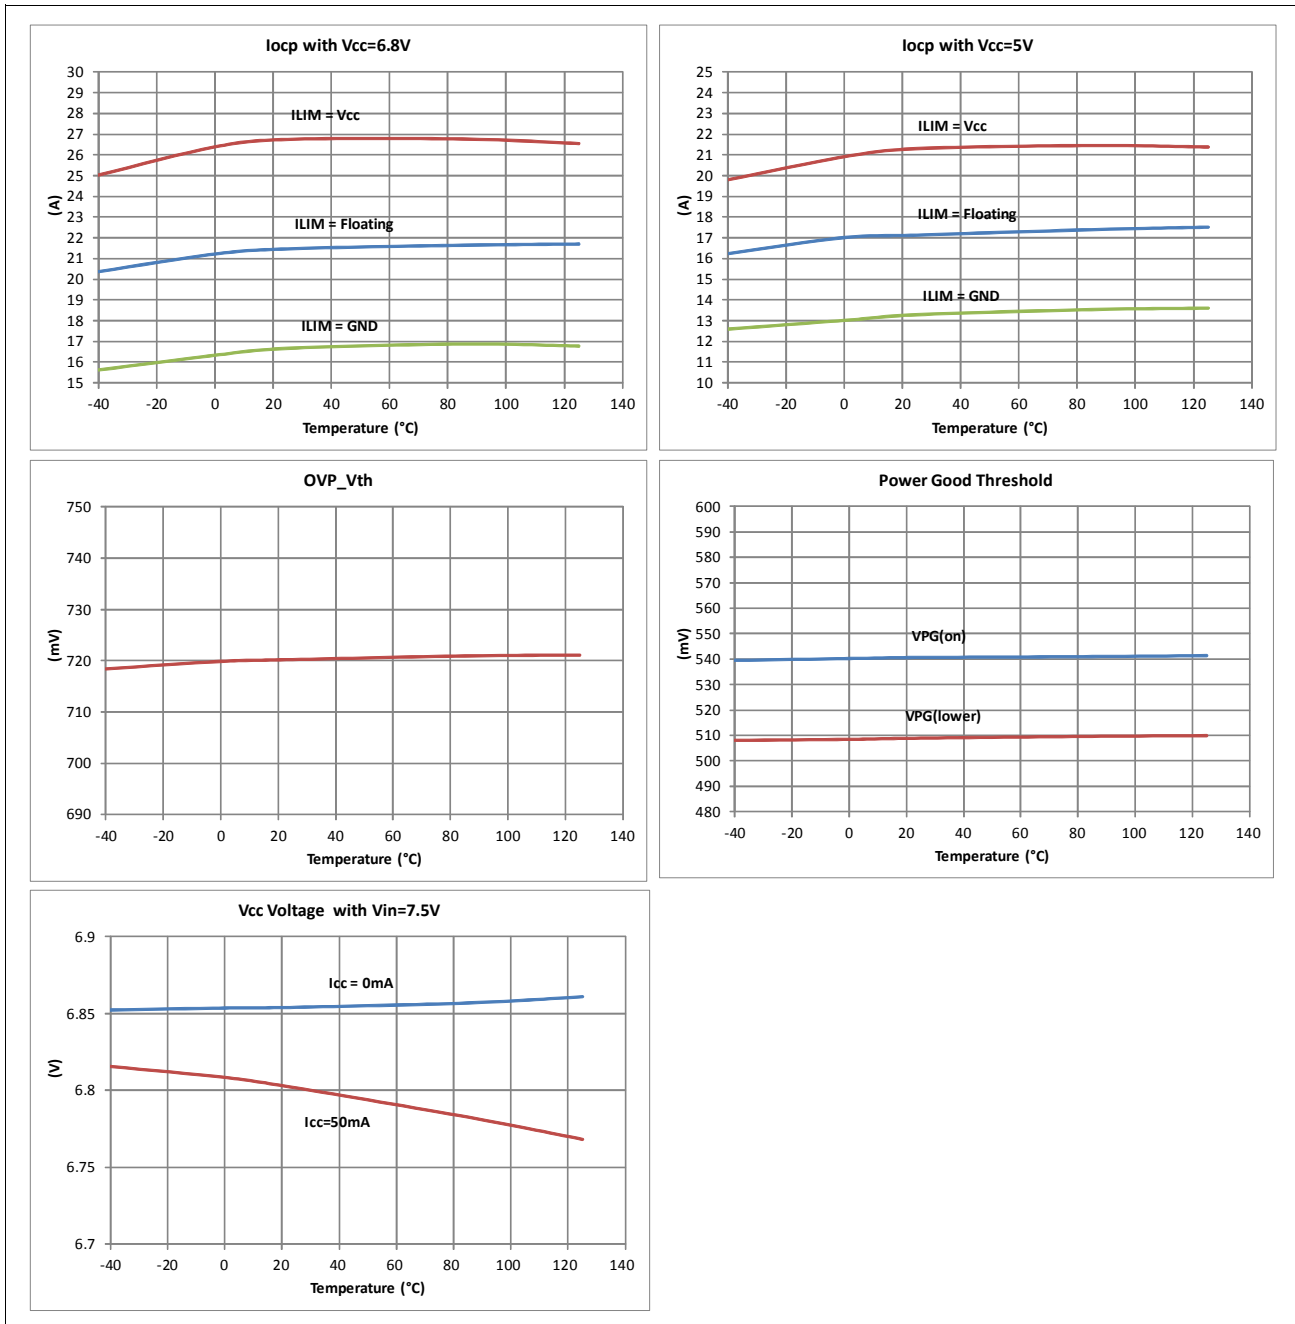 Iocp with Vcc=6.8V
30
29
28
27
26
25
24
23
22
21
20
19
18
17
16
15
(A)
ILIM = Vcc
ILIM = Floating
ILIM = GND
-40 -20 0 20 40 60 80 100 120 140
Temperature (°C)
Iocp with Vcc=5V
25
24
23
22
21
20
19
18
17
16
15
14
13
12
11
10
(A)
ILIM = Vcc
ILIM = Floating
ILIM = GND
-40 -20 0 20 40 60 80 100 120 140
Temperature (°C)
OVP_Vth
750
740
730
720
710
700
690
(mV)
-40 -20 0 20 40 60 80 100 120 140
Temperature (°C)
Power Good Threshold
600
590
580
570
560
550
540
530
520
510
500
490
480
(mV)
VPG(on)
VPG(lower)
-40 -20 0 20 40 60 80 100 120 140
Temperature (°C)
Vcc Voltage with Vin=7.5V
6.9
6.85
6.8
6.75
6.7
(V)
Icc = 0mA
Icc=50mA
-40 -20 0 20 40 60 80 100 120 140
Temperature (°C)